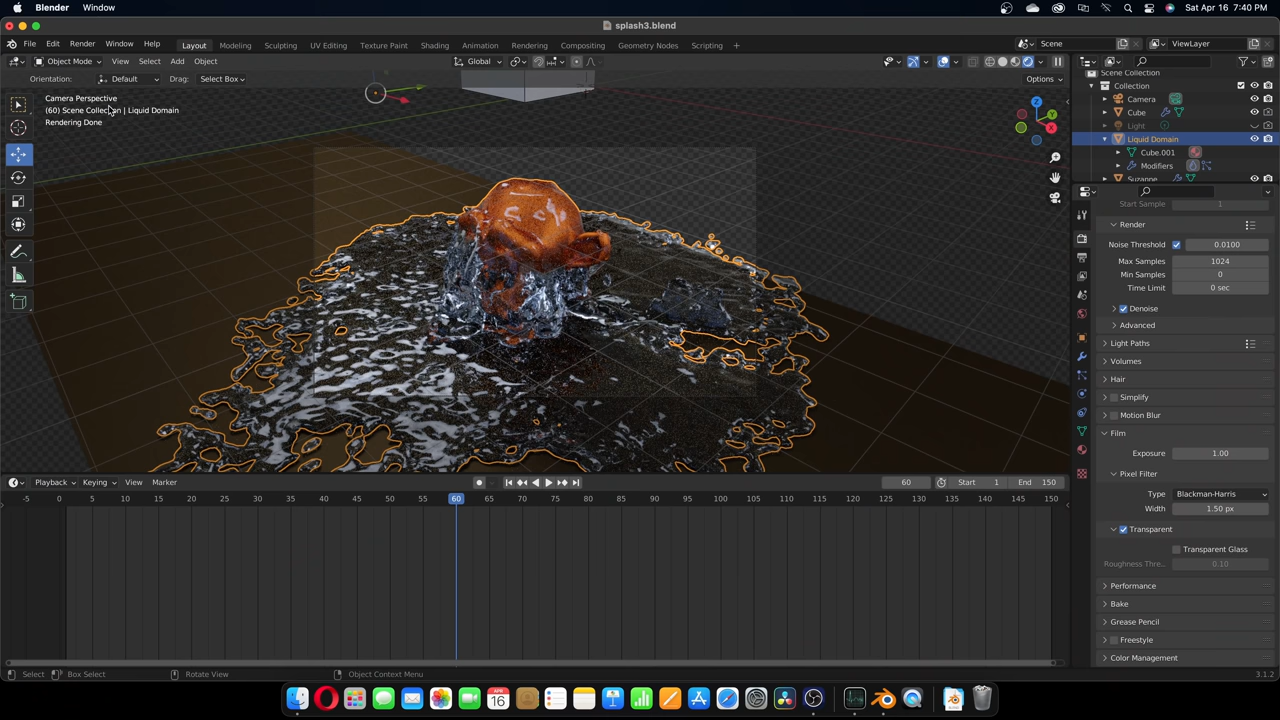 Blender Window Sat Apr 16 7:40 PM
splash3.blend
File Edit Render Window Help Layout Modeling Sculpting UV Editing Texture Paint Shading Animation Rendering Compositing Geometry Nodes Scripting + Scene ViewLayer
Object Mode View Select Add Object Global
Orientation: Default Drag: Select Box Options
Camera Perspective
(60) Scene Collection | Liquid Domain
Rendering Done
Z
Y
X
Scene Collection
Collection
Camera
Cube
Light
Liquid Domain
Cube.001
Modifiers
Suzanne
Start Sample 1
Render
Noise Threshold 0.0100
Max Samples 1024
Min Samples 0
Time Limit 0 sec
Denoise
Advanced
Light Paths
Volumes
Hair
Simplify
Motion Blur
Film
Exposure 1.00
Pixel Filter
Type Blackman-Harris
Width 1.50 px
Transparent
Transparent Glass
Roughness Thre.. 0.10
Performance
Bake
Grease Pencil
Freestyle
Color Management
Playback Keying View Marker 60 Start 1 End 150
-5 0 5 10 15 20 25 30 35 40 45 50 55 60 65 70 75 80 85 90 95 100 105 110 115 120 125 130 135 140 145 150
Select Box Select Rotate View Object Context Menu 3.1.2
APR
16